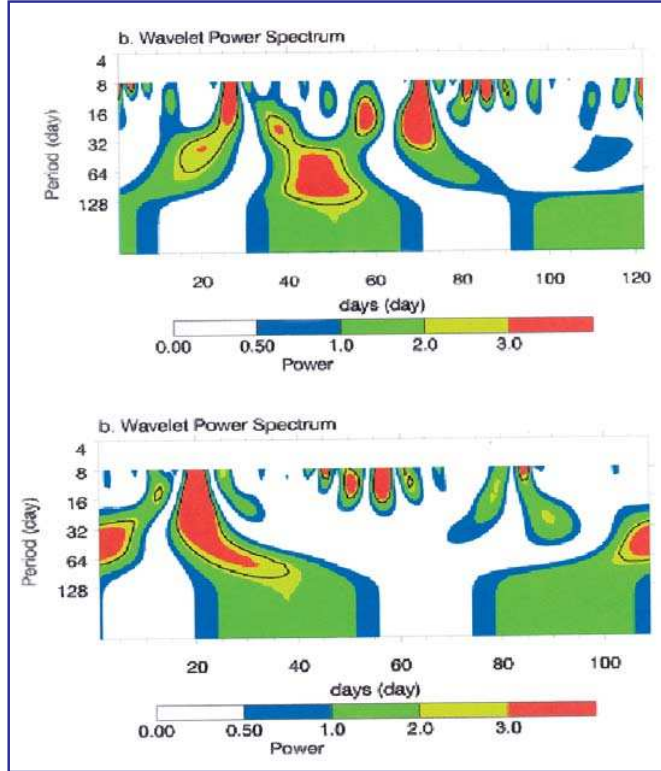 b. Wavelet Power Spectrum
4
8
16
32
64
128
Period (day)
20 40 60 80 100 120
days (day)
0.00 0.50 1.0 2.0 3.0
Power
b. Wavelet Power Spectrum
4
8
16
32
64
128
Period (day)
20 40 60 80 100
days (day)
0.00 0.50 1.0 2.0 3.0
Power